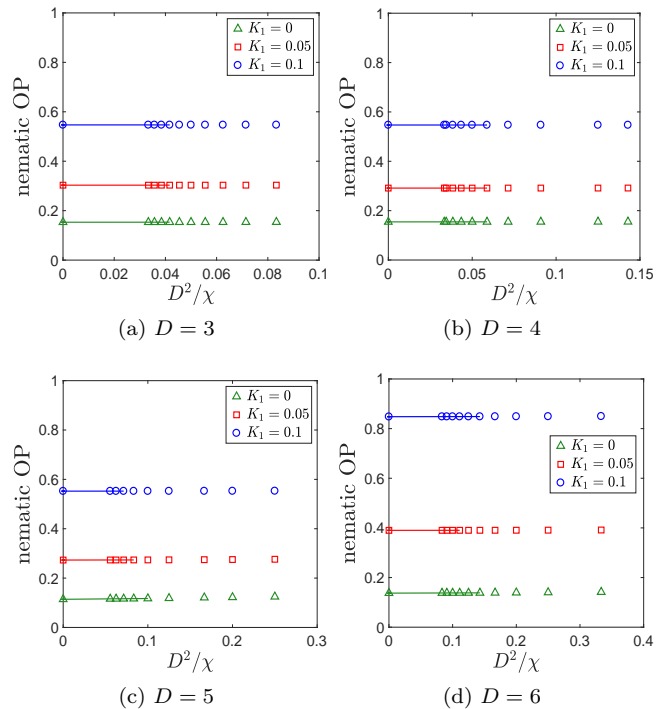 nematic OP
1
0.8
0.6
0.4
0.2
0
0
0.02
0.04
0.06
0.08
0.1
D²/χ
K₁ = 0
K₁ = 0.05
K₁ = 0.1
(a) D = 3
nematic OP
1
0.8
0.6
0.4
0.2
0
0
0.05
0.1
0.15
D²/χ
K₁ = 0
K₁ = 0.05
K₁ = 0.1
(b) D = 4
nematic OP
1
0.8
0.6
0.4
0.2
0
0
0.1
0.2
0.3
D²/χ
K₁ = 0
K₁ = 0.05
K₁ = 0.1
(c) D = 5
nematic OP
1
0.8
0.6
0.4
0.2
0
0
0.1
0.2
0.3
0.4
D²/χ
K₁ = 0
K₁ = 0.05
K₁ = 0.1
(d) D = 6